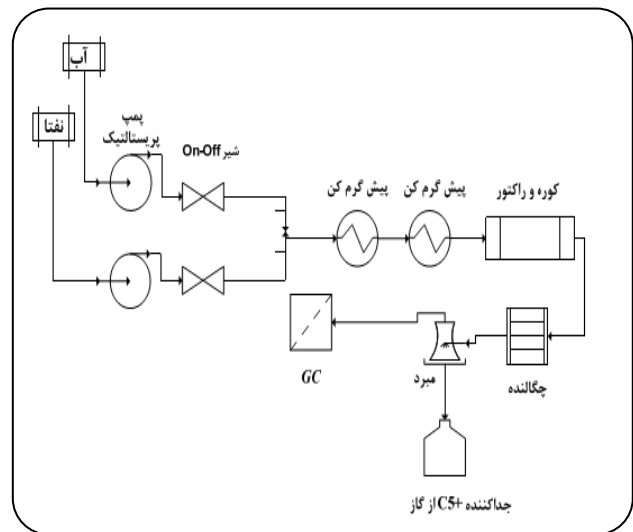 آب
نفتا
پمپ
پریستالتیک
شیر On-Off
پیش گرم کن
پیش گرم کن
کوره و راکتور
GC
مبرد
چگالنده
جداکننده C5+ از گاز